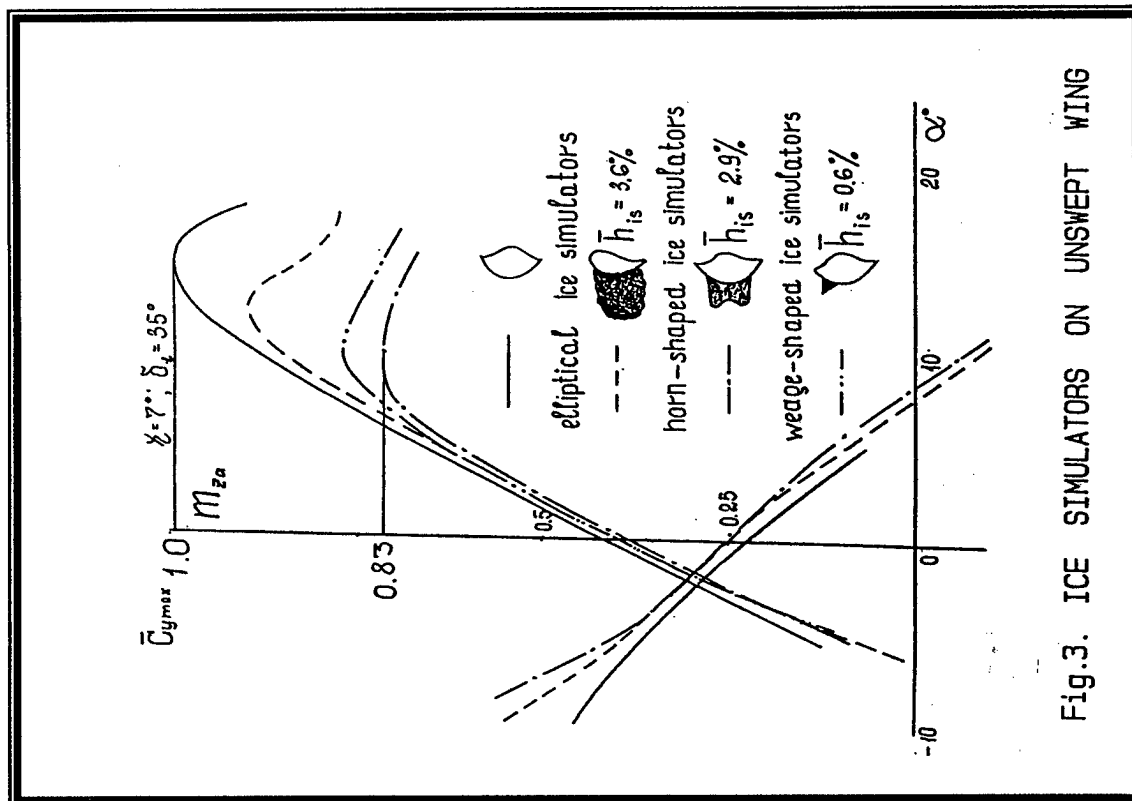 C̄ymax 1.0
γ=7°; δ₂=35°
mza
0.83
0.5
0.25
-10
0
10
20
α°
elliptical ice simulators
h̄is = 3.6%
horn-shaped ice simulators
h̄is = 2.9%
wedge-shaped ice simulators
h̄is = 0.6%
Fig.3. ICE SIMULATORS ON UNSWEPT WING